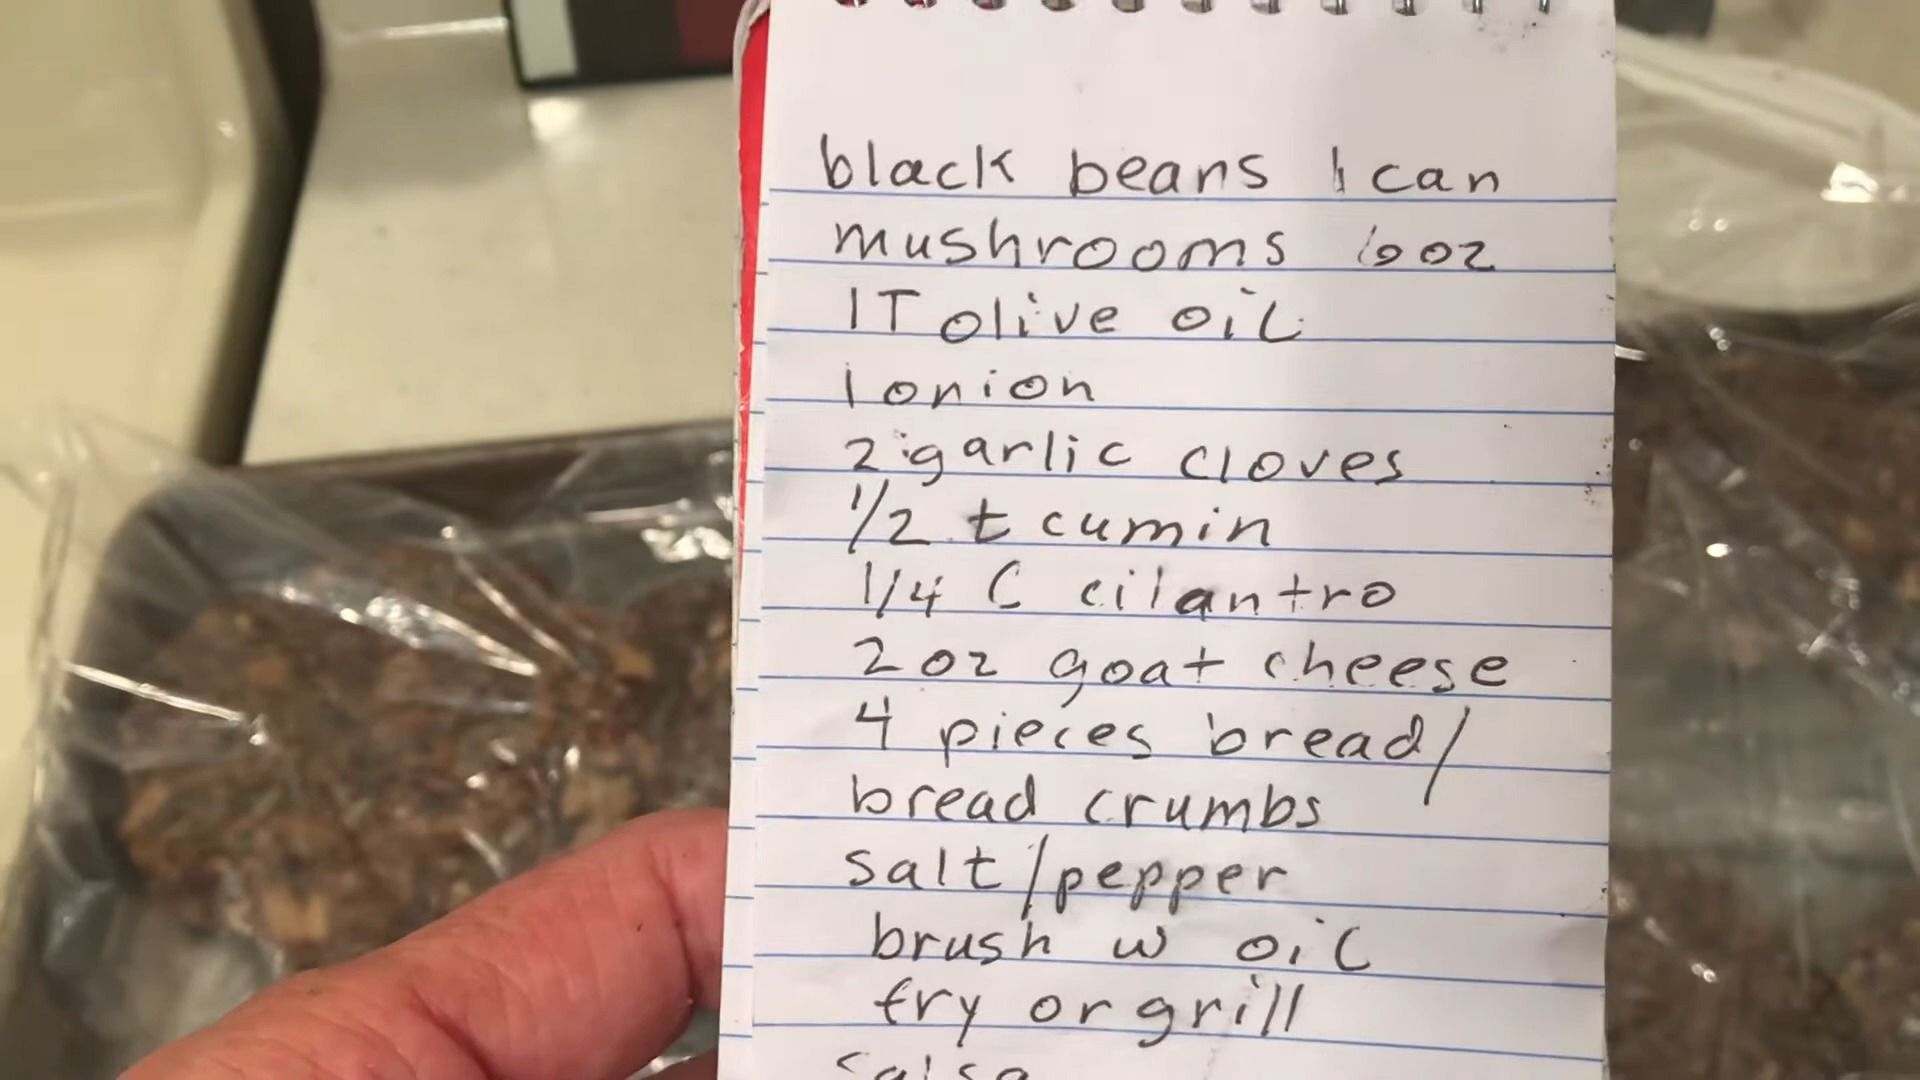 black beans 1 can
mushrooms 6oz
1T olive oil
1 onion
2 garlic cloves
1/2 t cumin
1/4 C cilantro
2 oz goat cheese
4 pieces bread/
bread crumbs
salt/pepper
brush w oil
fry or grill
salsa